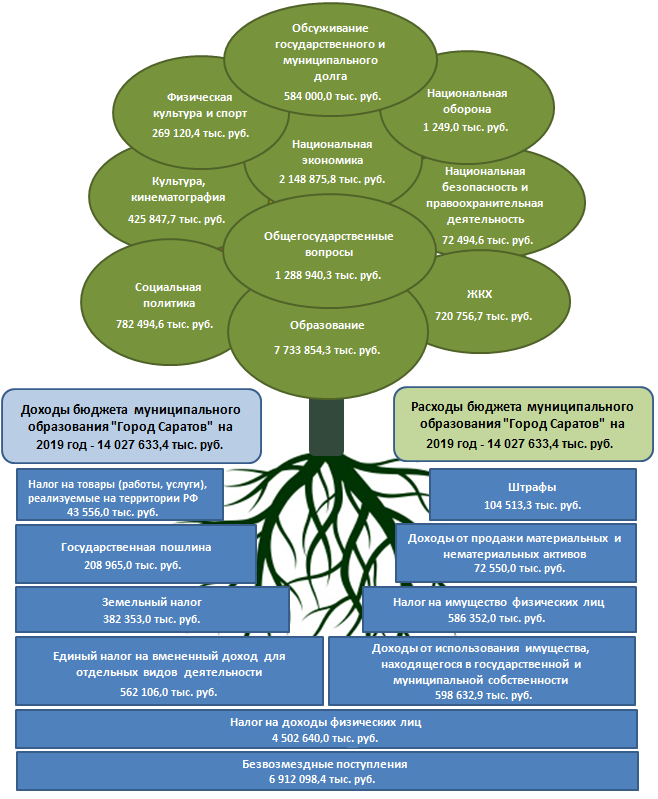 Обсуживание
государственного и
муниципального
долга
584 000,0 тыс. руб.
Физическая
культура и спорт
269 120,4 тыс. руб.
Национальная
оборона
1 249,0 тыс. руб.
Национальная
экономика
2 148 875,8 тыс. руб.
Культура,
кинематография
425 847,7 тыс. руб.
Национальная
безопасность и
правоохранительная
деятельность
72 494,6 тыс. руб.
Общегосударственные
вопросы
1 288 940,3 тыс. руб.
Социальная
политика
782 494,6 тыс. руб.
ЖКХ
720 756,7 тыс. руб.
Образование
7 733 854,3 тыс. руб.
Доходы бюджета муниципального
образования "Город Саратов" на
2019 год - 14 027 633,4 тыс. руб.
Расходы бюджета муниципального
образования "Город Саратов" на
2019 год - 14 027 633,4 тыс. руб.
Налог на товары (работы, услуги),
реализуемые на территории РФ
43 556,0 тыс. руб.
Штрафы
104 513,3 тыс. руб.
Государственная пошлина
208 965,0 тыс. руб.
Доходы от продажи материальных и
нематериальных активов
72 550,0 тыс. руб.
Земельный налог
382 353,0 тыс. руб.
Налог на имущество физических лиц
586 352,0 тыс. руб.
Единый налог на вмененный доход для
отдельных видов деятельности
562 106,0 тыс. руб.
Доходы от использования имущества,
находящегося в государственной и
муниципальной собственности
598 632,9 тыс. руб.
Налог на доходы физических лиц
4 502 640,0 тыс. руб.
Безвозмездные поступления
6 912 098,4 тыс. руб.